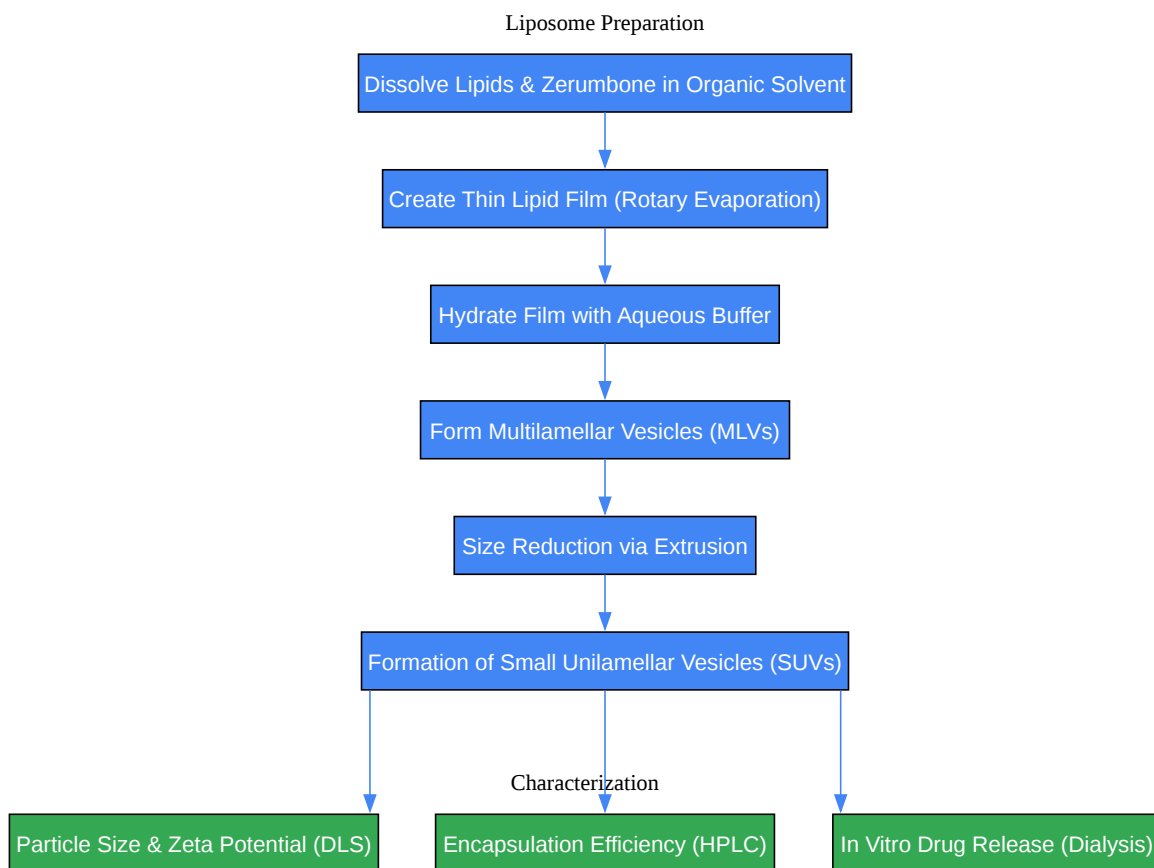 Liposome Preparation
Dissolve Lipids & Zerumbone in Organic Solvent
Create Thin Lipid Film (Rotary Evaporation)
Hydrate Film with Aqueous Buffer
Form Multilamellar Vesicles (MLVs)
Size Reduction via Extrusion
Formation of Small Unilamellar Vesicles (SUVs)
Characterization
Particle Size & Zeta Potential (DLS)
Encapsulation Efficiency (HPLC)
In Vitro Drug Release (Dialysis)